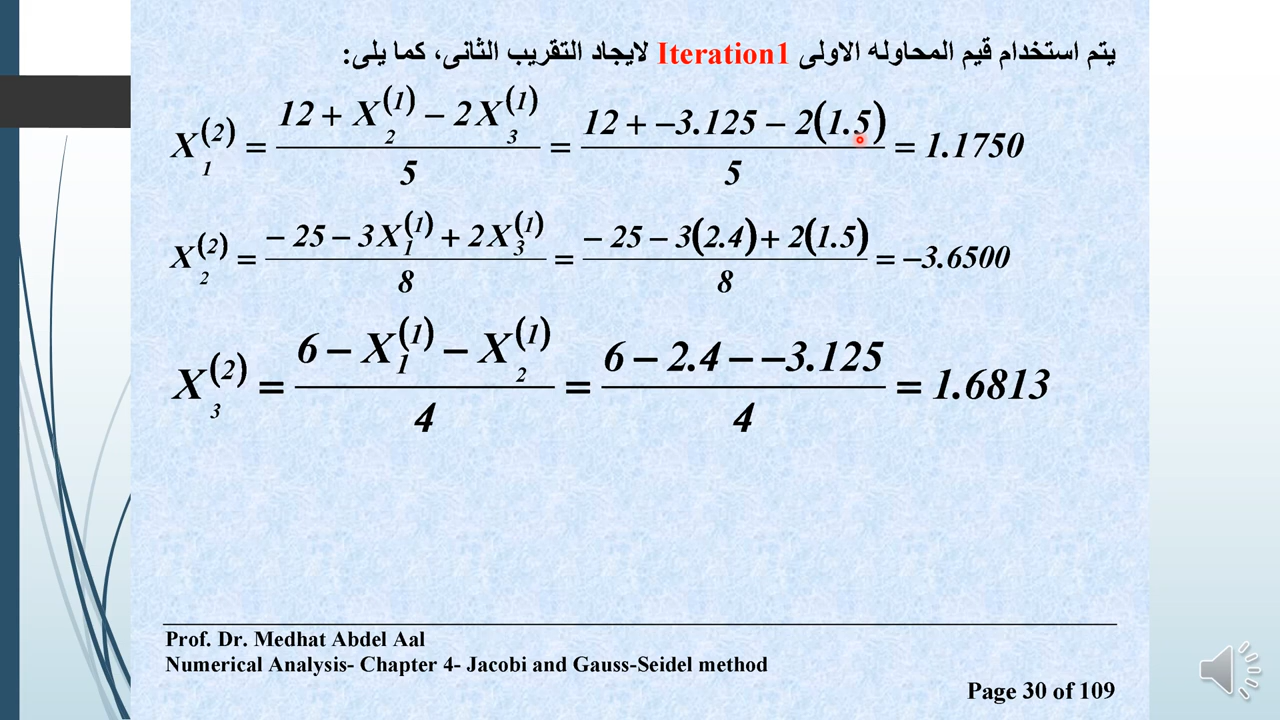 يتم استخدام قيم المحاوله الاولى Iteration1 لايجاد التقريب الثانى، كما يلى:
X₁⁽²⁾ = (12 + X₂⁽¹⁾ − 2X₃⁽¹⁾) / 5 = (12 + −3.125 − 2(1.5)) / 5 = 1.1750
X₂⁽²⁾ = (− 25 − 3X₁⁽¹⁾ + 2X₃⁽¹⁾) / 8 = (− 25 − 3(2.4) + 2(1.5)) / 8 = −3.6500
X₃⁽²⁾ = (6 − X₁⁽¹⁾ − X₂⁽¹⁾) / 4 = (6 − 2.4 − −3.125) / 4 = 1.6813
Prof. Dr. Medhat Abdel Aal
Numerical Analysis- Chapter 4- Jacobi and Gauss-Seidel method
Page 30 of 109